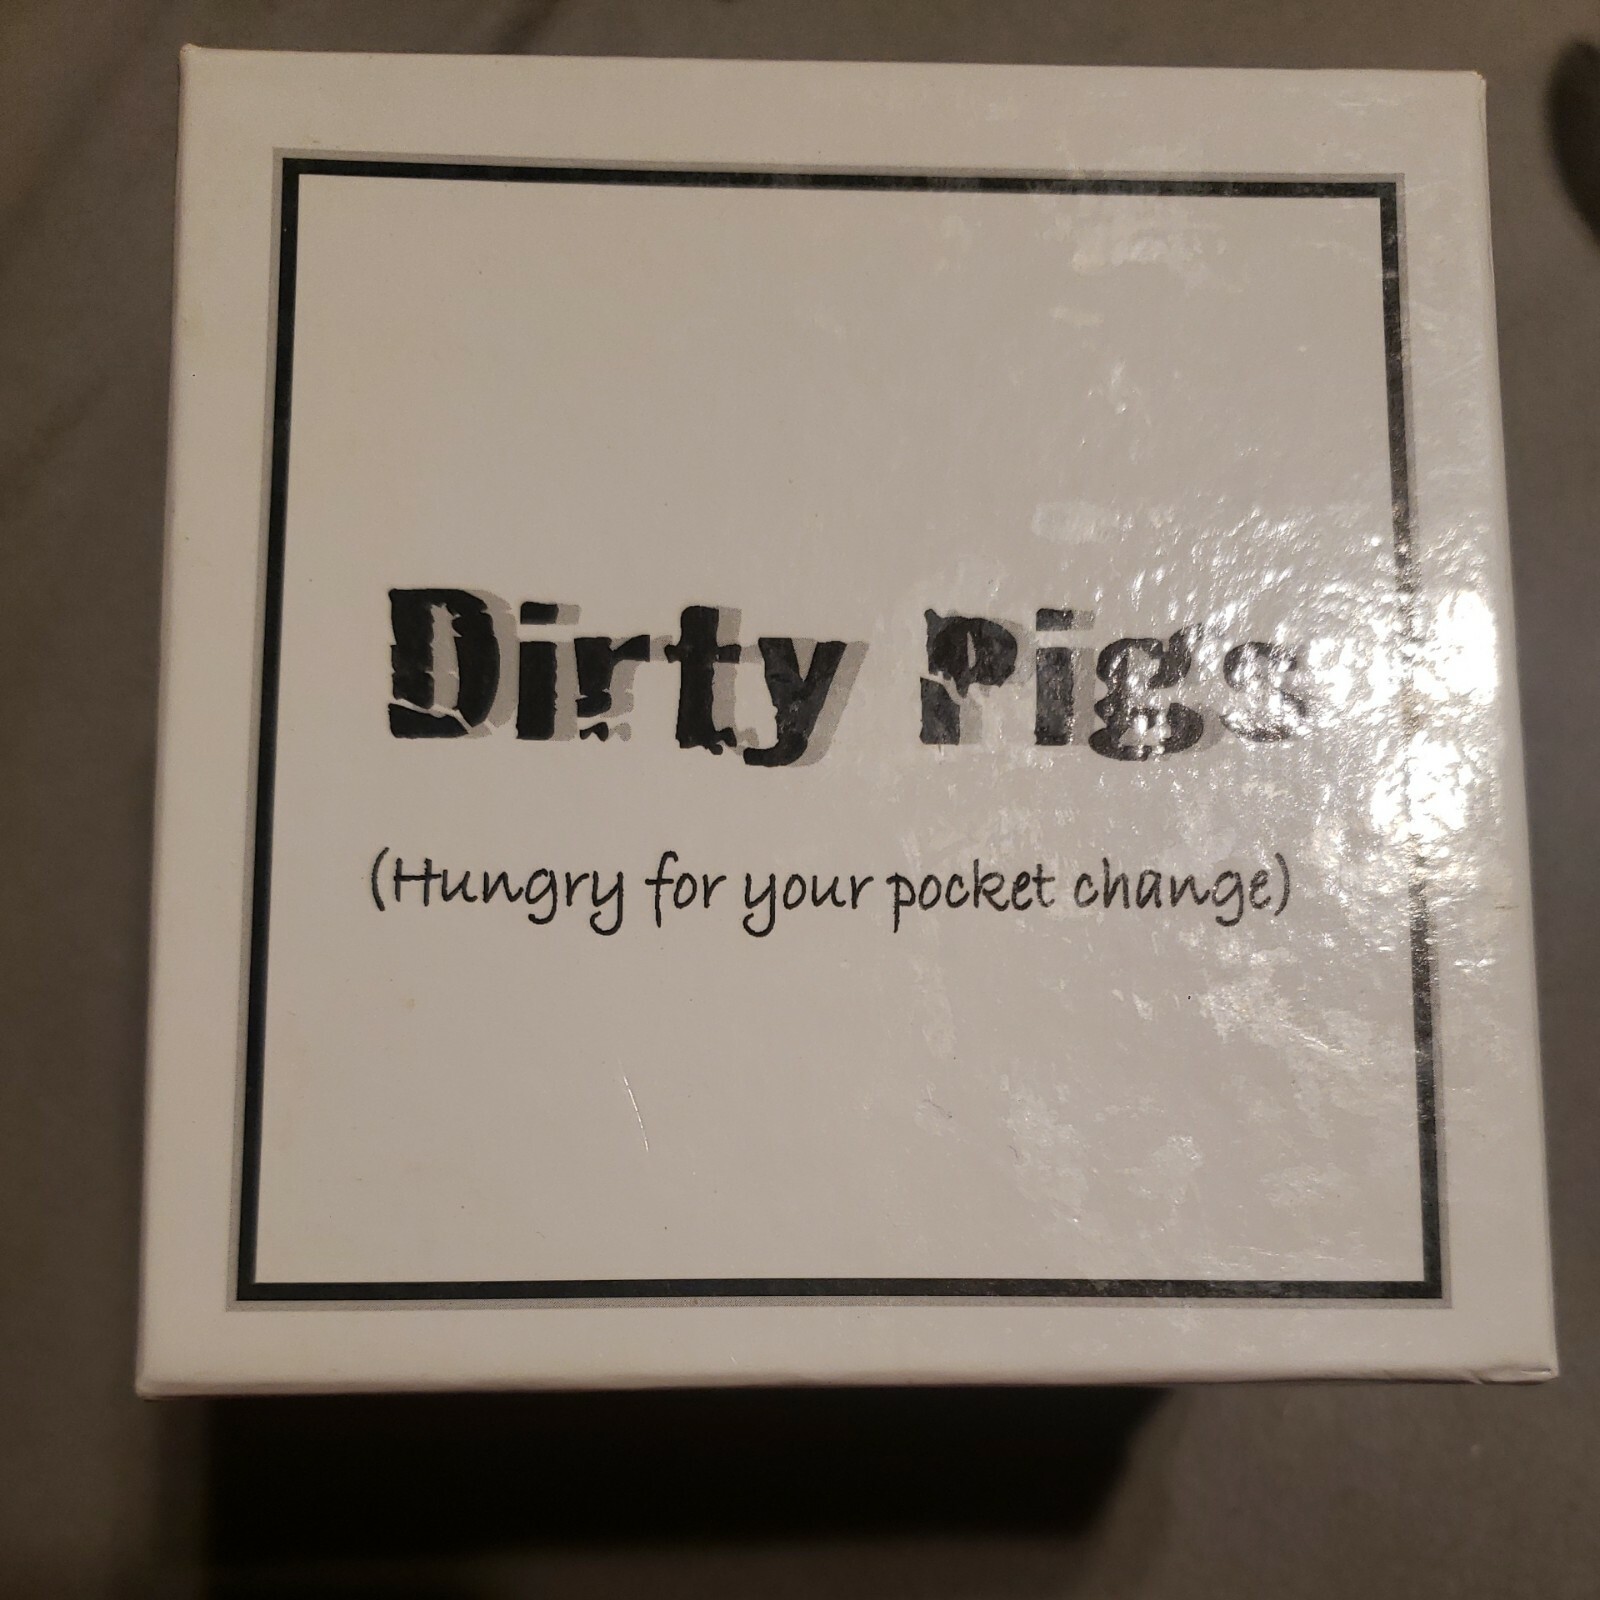 Dirty Pigs
(Hungry for your pocket change)